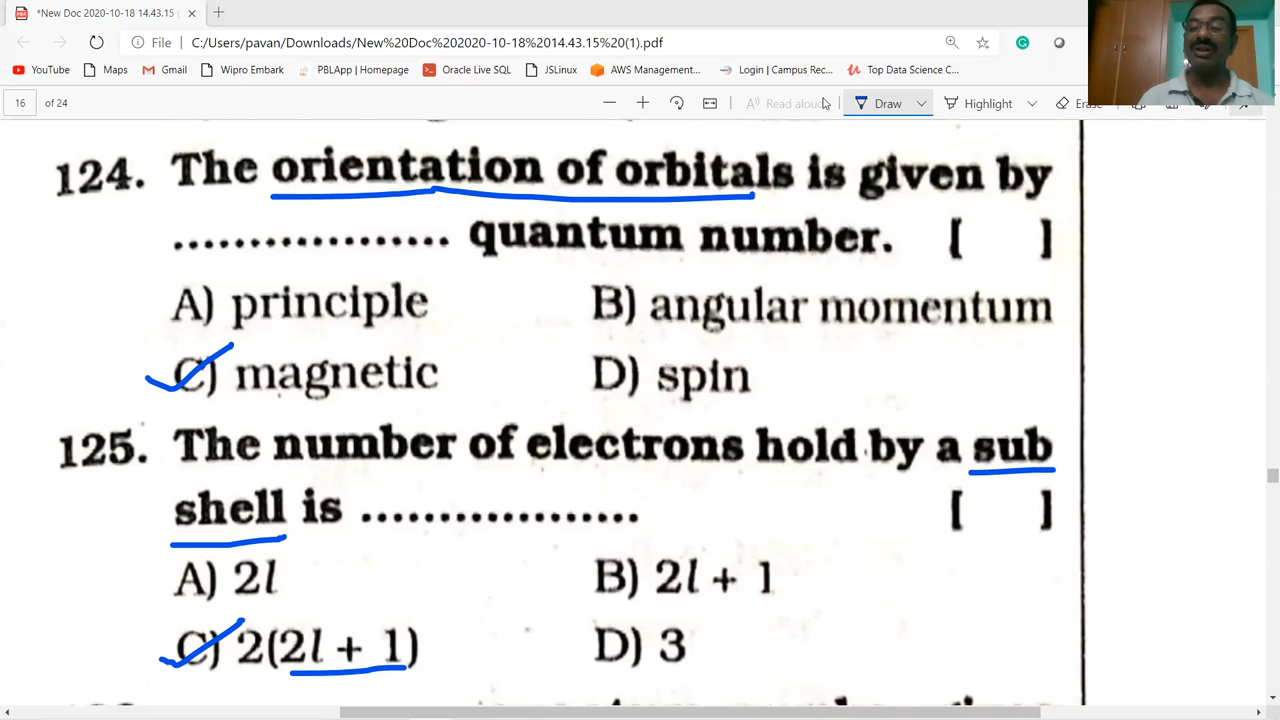 *New Doc 2020-10-18 14.43.15 (
File C:/Users/pavan/Downloads/New%20Doc%202020-10-18%2014.43.15%20(1).pdf
YouTube Maps Gmail Wipro Embark PBLApp | Homepage Oracle Live SQL JSLinux AWS Management... Login | Campus Rec... Top Data Science C...
16 of 24 Read aloud Draw Highlight Erase
124. The orientation of orbitals is given by
.................. quantum number. [ ]
A) principle B) angular momentum
C) magnetic D) spin
125. The number of electrons hold by a sub
shell is .................. [ ]
A) 2l B) 2l + 1
C) 2(2l + 1) D) 3